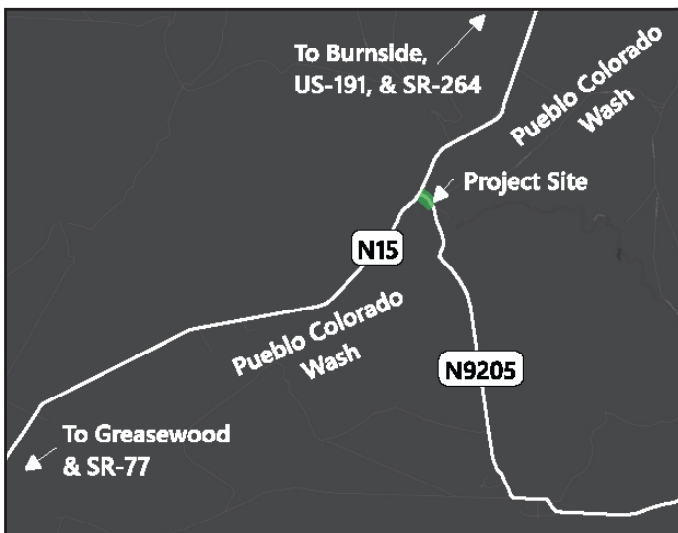 To Burnside,
US-191, & SR-264
Pueblo Colorado
Wash
Project Site
N15
Pueblo Colorado
Wash
N9205
To Greasewood
& SR-77